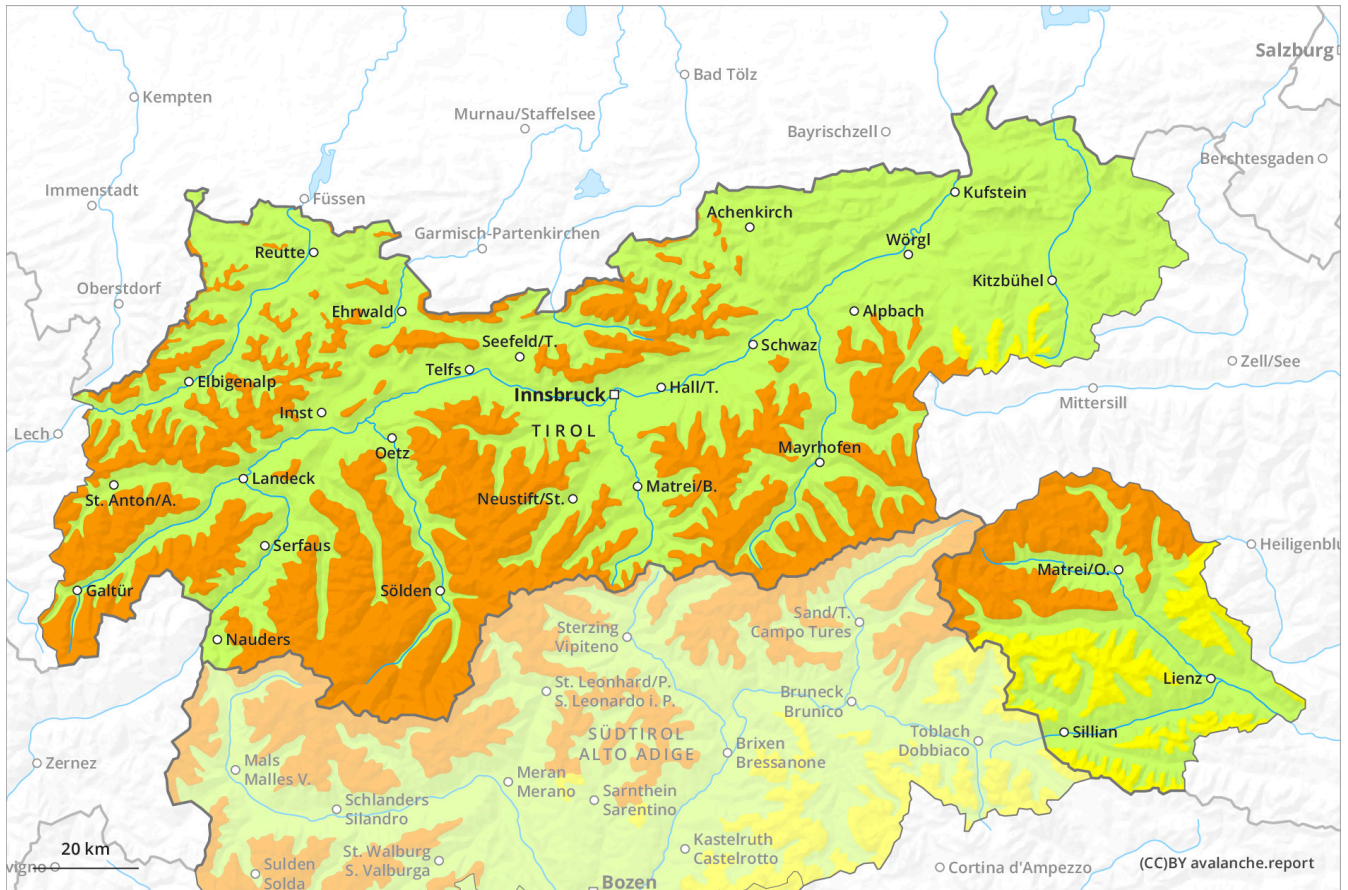 Salzburg
Bad Tölz
Kempten
Murnau/Staffelsee
Bayrischzell
Berchtesgaden
Immenstadt
Füssen
Kufstein
Achenkirch
Garmisch-Partenkirchen
Reutte
Wörgl
Oberstdorf
Kitzbühel
Ehrwald
Alpbach
Seefeld/T.
Schwaz
Zell/See
Telfs
Elbigenalp
Hall/T.
Innsbruck
Mittersill
Imst
Lech
TIROL
Oetz
Mayrhofen
Landeck
St. Anton/A.
Matrei/B.
Neustift/St.
Serfaus
Heiligenblu
Matrei/O.
Galtür
Sölden
Sand/T.
Campo Tures
Sterzing
Vipiteno
Nauders
Lienz
St. Leonhard/P.
S. Leonardo i. P.
Bruneck
Brunico
SÜDTIROL
ALTO ADIGE
Toblach
Dobbiaco
Sillian
Brixen
Bressanone
Zernez
Mals
Malles V.
Meran
Merano
Sarnthein
Sarentino
Schlanders
Silandro
Kastelruth
Castelrotto
20 km
St. Walburg
S. Valburga
vigno
Sulden
Solda
Cortina d'Ampezzo
(CC)BY avalanche.report
Bozen